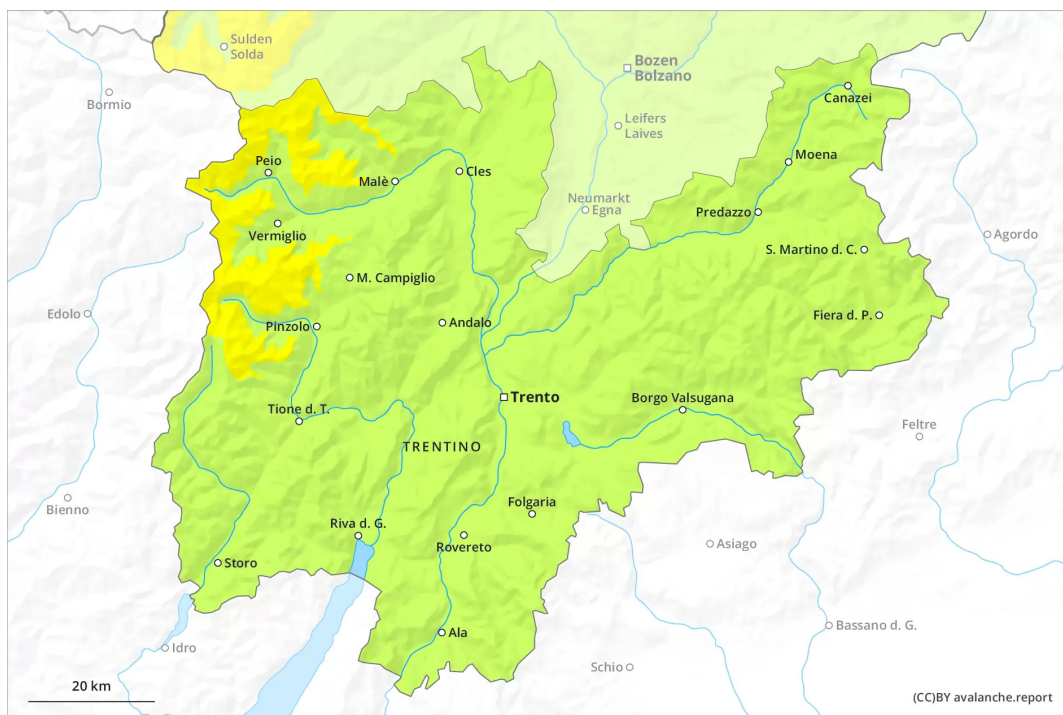 Sulden
Solda
Bozen
Bolzano
Bormio
Canazei
Leifers
Laives
Moena
Peio
Malè
Cles
Neumarkt
Egna
Predazzo
Vermiglio
Agordo
S. Martino d. C.
M. Campiglio
Edolo
Pinzolo
Andalo
Fiera d. P.
Trento
Borgo Valsugana
Tione d. T.
Feltre
TRENTINO
Bienno
Folgaria
Riva d. G.
Rovereto
Asiago
Storo
Bassano d. G.
Ala
Idro
Schio
20 km
(CC)BY avalanche.report